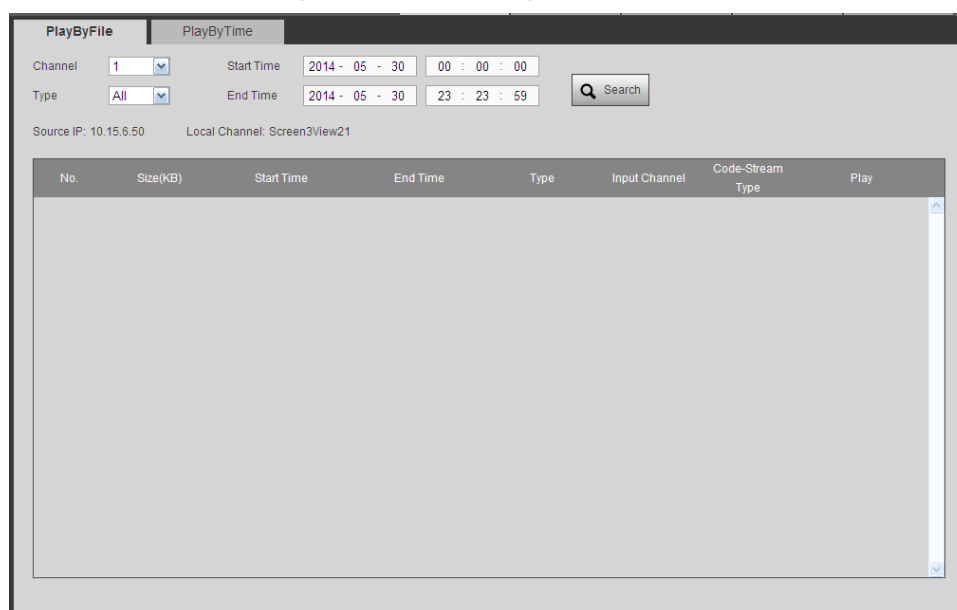 PlayByFile PlayByTime
Channel 1 Start Time 2014 - 05 - 30 00 : 00 : 00
Type All End Time 2014 - 05 - 30 23 : 23 : 59
Search
Source IP: 10.15.6.50 Local Channel: Screen3View21
No. Size(KB) Start Time End Time Type Input Channel Code-Stream Type Play